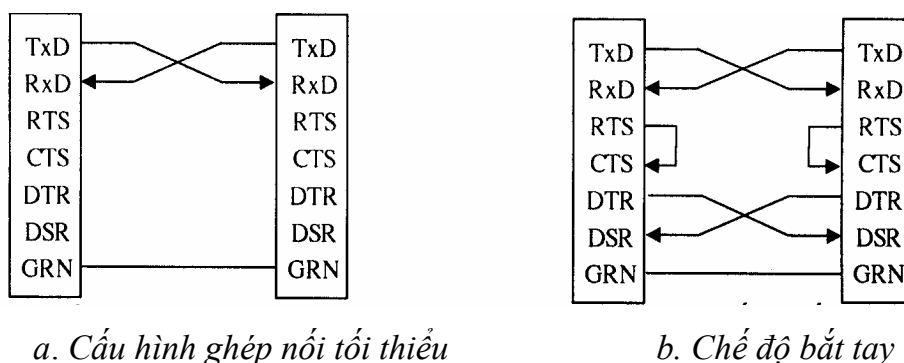 TxD
RxD
RTS
CTS
DTR
DSR
GRN
TxD
RxD
RTS
CTS
DTR
DSR
GRN
a. Cấu hình ghép nối tối thiểu
TxD
RxD
RTS
CTS
DTR
DSR
GRN
TxD
RxD
RTS
CTS
DTR
DSR
GRN
b. Chế độ bắt tay